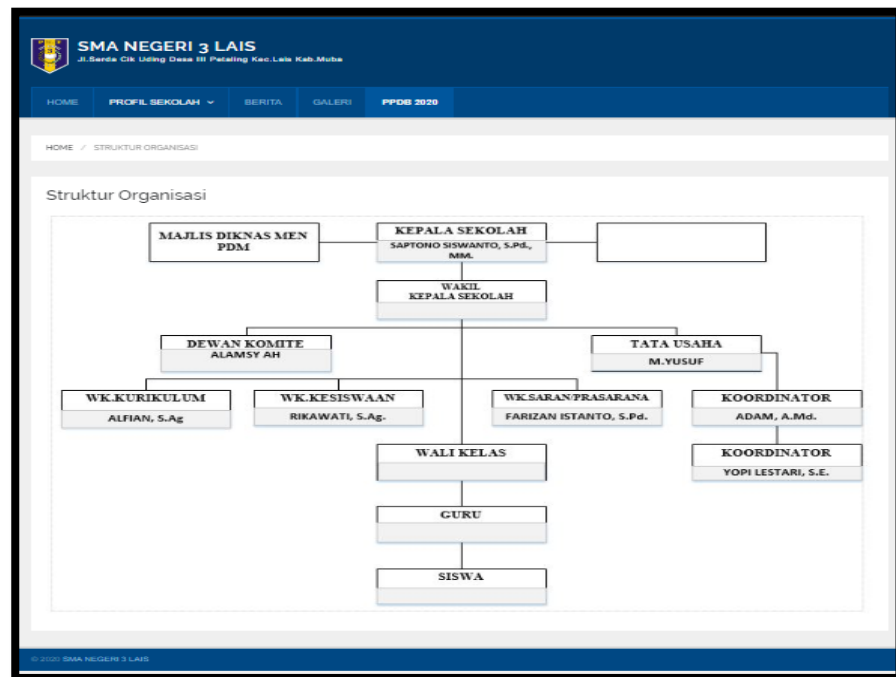 SMA NEGERI 3 LAIS
Jl.Serda Cik Uding Desa III Petaling Kec.Lais Kab.Muba
HOME PROFIL SEKOLAH BERITA GALERI PPDB 2020
HOME / STRUKTUR ORGANISASI
Struktur Organisasi
MAJLIS DIKNAS MEN
PDM
KEPALA SEKOLAH
SAPTONO SISWANTO, S.Pd.,
MM.
WAKIL
KEPALA SEKOLAH
DEWAN KOMITE
ALAMSY AH
TATA USAHA
M.YUSUF
WK.KURIKULUM
ALFIAN, S.Ag
WK.KESISWAAN
RIKAWATI, S.Ag.
WK.SARAN/PRASARANA
FARIZAN ISTANTO, S.Pd.
KOORDINATOR
ADAM, A.Md.
WALI KELAS
KOORDINATOR
YOPI LESTARI, S.E.
GURU
SISWA
© 2020 SMA NEGERI 3 LAIS